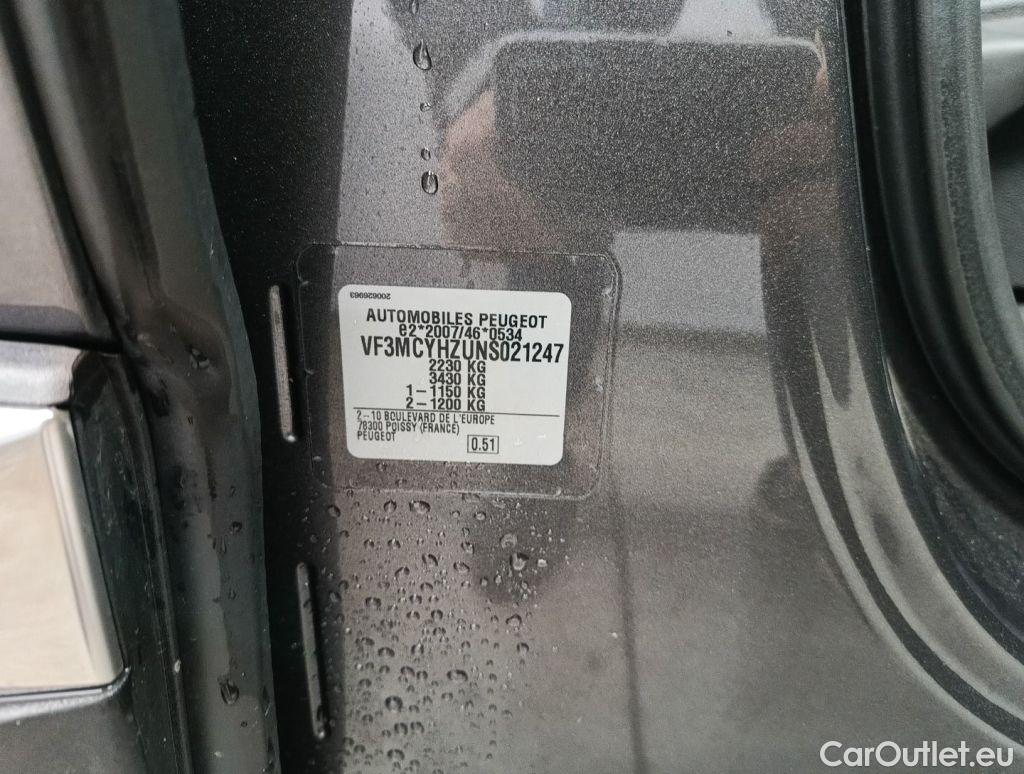 200626963
AUTOMOBILES PEUGEOT
e2*2007/46*0534
VF3MCYHZUNS021247
2230 KG
3430 KG
1-1150 KG
2-1200 KG
2-10 BOULEVARD DE L'EUROPE
78300 POISSY (FRANCE)
PEUGEOT
0.51
CarOutlet.eu